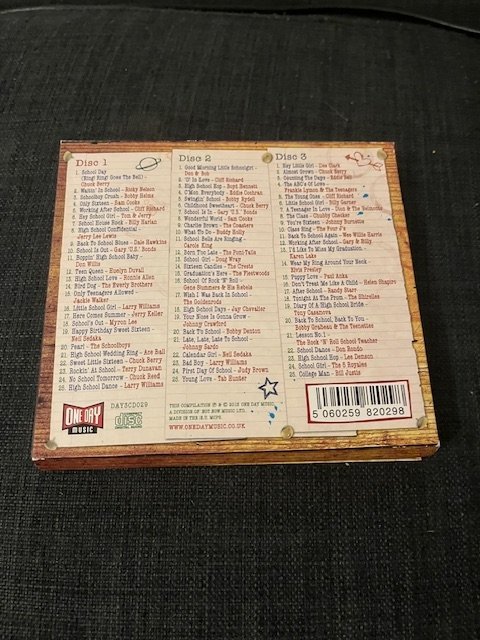 Disc 1
1. School Day
(Ring! Ring! Goes The Bell) -
Chuck Berry
2. Waitin' In School - Ricky Nelson
3. Schoolboy Crush - Bobby Helms
4. Only Sixteen - Sam Cooke
5. Working After School - Cliff Richard
6. Hey School Girl - Tom & Jerry
7. School House Rock - Billy Harlan
8. High School Confidential
Jerry Lee Lewis
9. Back To School Blues - Dale Hawkins
10. School Is Out - Gary 'U.S.' Bonds
11. Boppin' High School Baby
Don Willis
12. Teen Queen - Huelyn Duvall
13. High School Love - Ronnie Allen
14. Bird Dog - The Everly Brothers
15. Only Teenagers Allowed -
Jackie Walker
16. Little School Girl - Larry Williams
17. Here Comes Summer - Jerry Keller
18. School's Out - Myron Lee
19. Happy Birthday Sweet Sixteen -
Neil Sedaka
20. Pearl - The Schoolboys
21. High School Wedding Ring - Ace Ball
22. Sweet Little Sixteen - Chuck Berry
23. Rockin' At School - Terry Dunavan
24. No School Tomorrow - Chuck Reed
25. High School Dance - Larry Williams
Disc 2
1. Good Morning Little Schoolgirl -
Don & Bob
2. 'D' In Love - Cliff Richard
3. High School Hop - Boyd Bennett
4. C'Mon Everybody - Eddie Cochran
5. Swingin' School - Bobby Rydell
6. Childhood Sweetheart - Chuck Berry
7. School Is In - Gary 'U.S.' Bonds
8. Wonderful World - Sam Cooke
9. Charlie Brown - The Coasters
10. What To Do - Buddy Holly
11. School Bells Are Ringing -
Carole King
12. Born Too Late - The Poni-Tails
13. School Girl - Doug Wray
14. Sixteen Candles - The Crests
15. Graduation's Here - The Fleetwoods
16. School Of Rock 'N' Roll -
Gene Summers & His Rebels
17. Wish I Was Back In School -
The Goldenrods
18. High School Days - Jay Chevalier
19. Your Nose Is Gonna Grow -
Johnny Crawford
20. Back To School - Bobby Denton
21. Late, Late, Late To School -
Johnny Sardo
22. Calendar Girl - Neil Sedaka
23. Bad Boy - Larry Williams
24. First Day Of School - Judy Brown
25. Young Love - Tab Hunter
Disc 3
1. Hey Little Girl - Dee Clark
2. Almost Grown - Chuck Berry
3. Counting The Days - Eddie Bell
4. The ABC's Of Love -
Frankie Lymon & The Teenagers
5. The Young Ones - Cliff Richard
6. Little School Girl - Billy Garner
7. A Teenager In Love - Dion & The Belmonts
8. The Class - Chubby Checker
9. You're Sixteen - Johnny Burnette
10. Class Ring - The Four J's
11. Back To School Again - Wee Willie Harris
12. Working After School - Gary & Billy
13. I'd Like To Miss My Graduation -
Karen Lake
14. Wear My Ring Around Your Neck -
Elvis Presley
15. Puppy Love - Paul Anka
16. Don't Treat Me Like A Child - Helen Shapiro
17. After School - Randy Starr
18. Tonight At The Prom - The Shirelles
19. Diary Of A High School Bride -
Tony Casanova
20. Back To School, Back To You -
Bobby Graheau & The Teenettes
21. Lesson No.1 -
The Rock 'N' Roll School Teacher
22. School Dance - Don Rondo
23. High School Hop - Lee Denson
24. School Girl - The 5 Royales
25. College Man - Bill Justis
ONE DAY
MUSIC
DAY3CD029
disc
THIS COMPILATION ℗ & © 2013 ONE DAY MUSIC
A DIVISION OF NOT NOW MUSIC LTD.
MADE IN THE E.U. MCPS
WWW.ONEDAYMUSIC.CO.UK
5 060259 820298